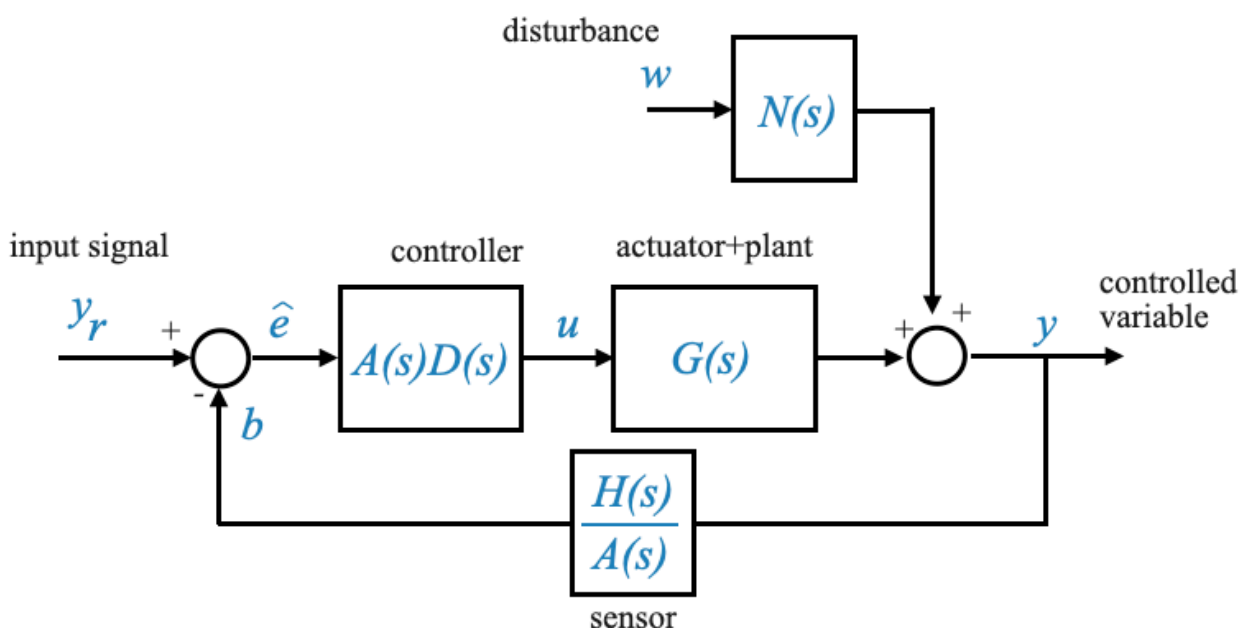 disturbance
w
N(s)
input signal
controller
actuator+plant
controlled
variable
y_r
+
ê
A(s)D(s)
u
G(s)
+
+
y
-
b
H(s)
A(s)
sensor